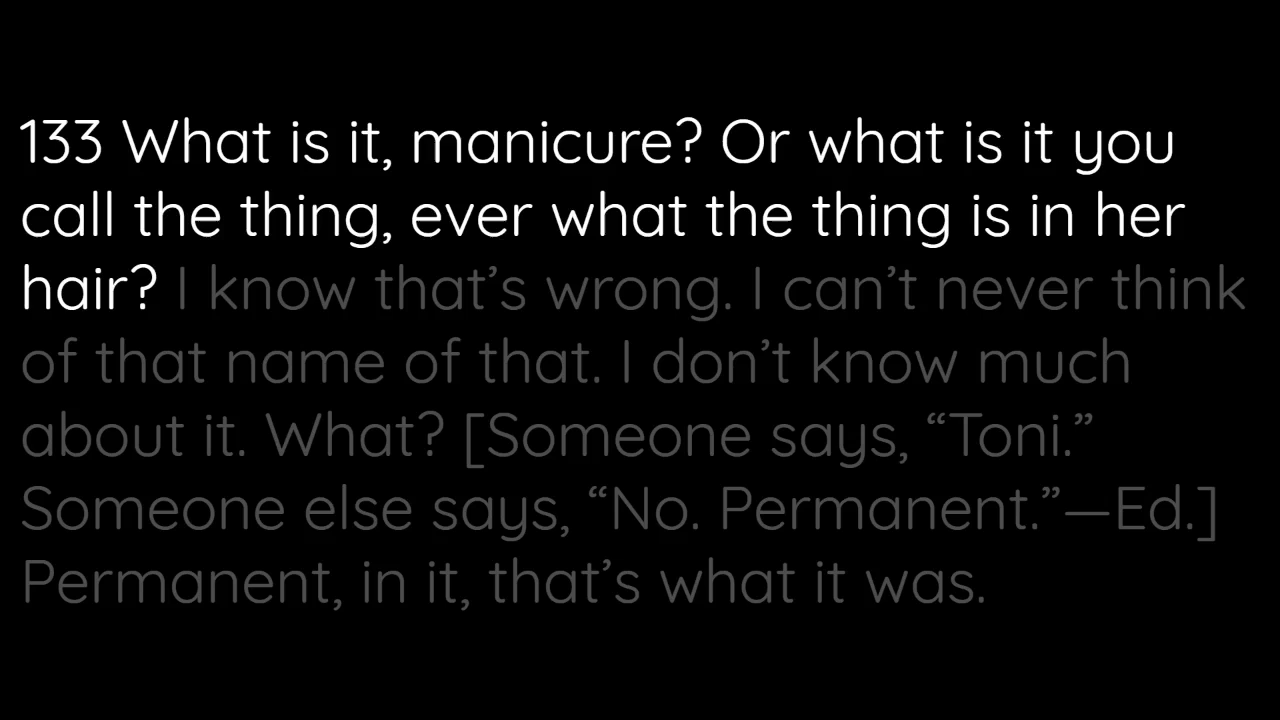 133 What is it, manicure? Or what is it you
call the thing, ever what the thing is in her
hair? I know that’s wrong. I can’t never think
of that name of that. I don’t know much
about it. What? [Someone says, “Toni.”
Someone else says, “No. Permanent.”—Ed.]
Permanent, in it, that’s what it was.